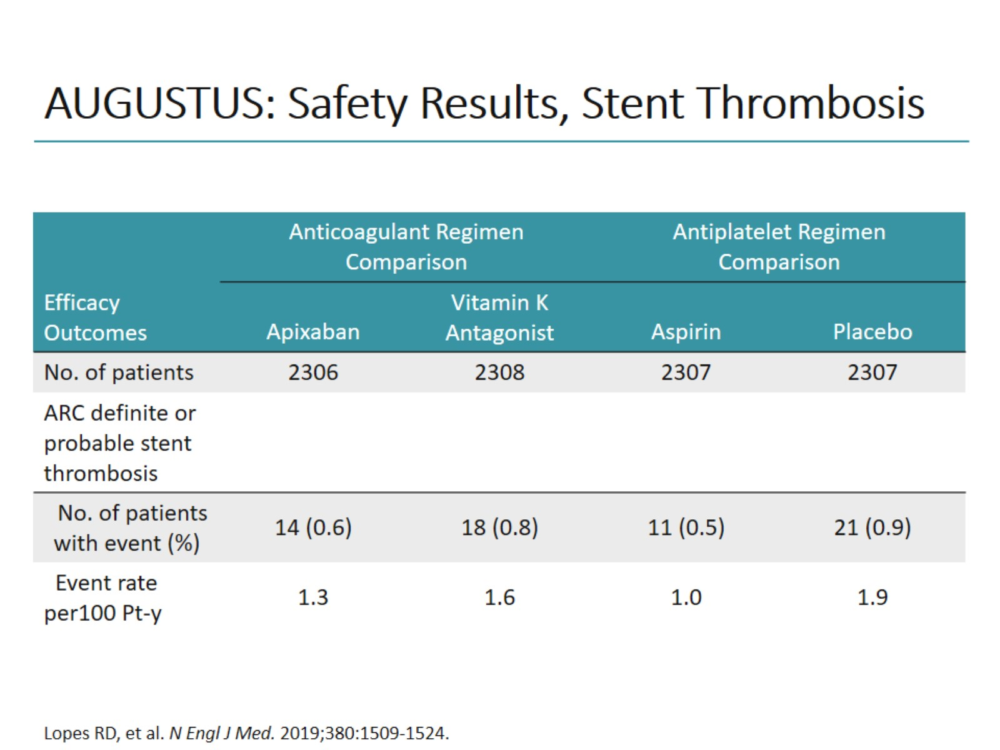 AUGUSTUS: Safety Results, Stent Thrombosis
Anticoagulant Regimen Comparison Antiplatelet Regimen Comparison
Efficacy Outcomes Apixaban Vitamin K Antagonist Aspirin Placebo
No. of patients 2306 2308 2307 2307
ARC definite or probable stent thrombosis
No. of patients with event (%) 14 (0.6) 18 (0.8) 11 (0.5) 21 (0.9)
Event rate per100 Pt-y 1.3 1.6 1.0 1.9
Lopes RD, et al. N Engl J Med. 2019;380:1509-1524.